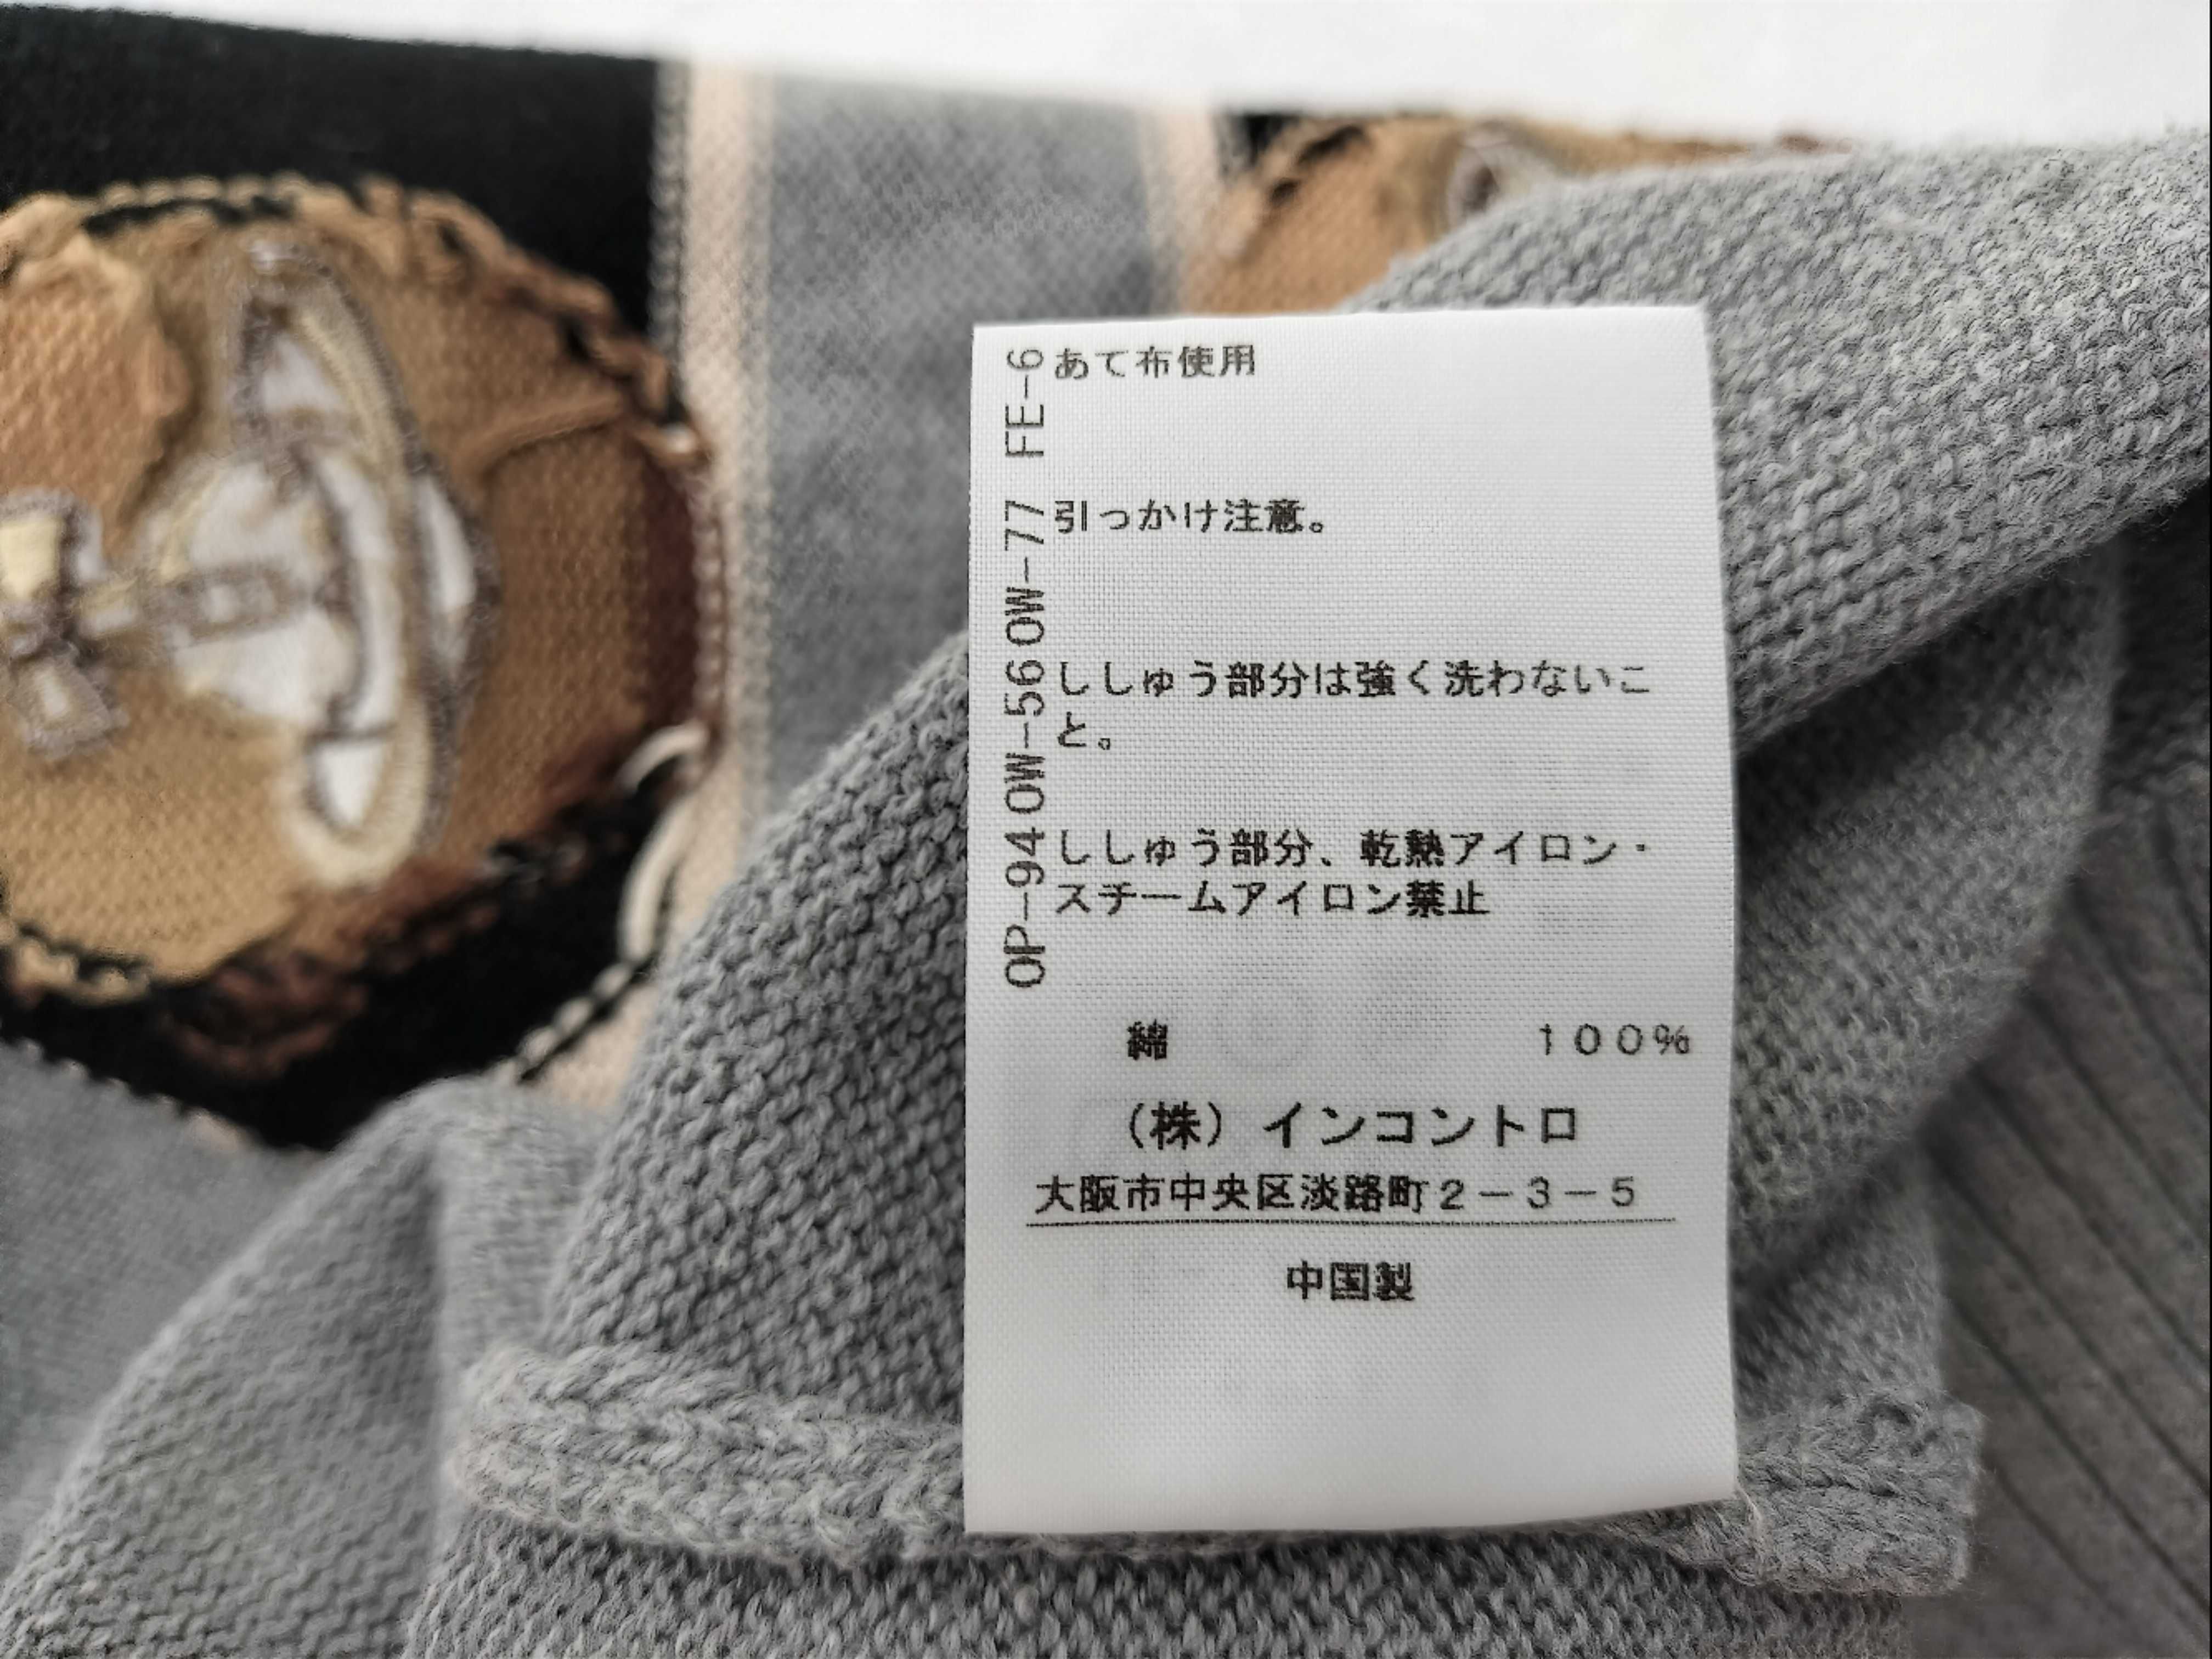 あて布使用
引っかけ注意。
ししゅう部分は強く洗わないこ
と。
ししゅう部分、乾熱アイロン・
スチームアイロン禁止
OP-94 OW-56 OW-77 FE-6
綿 100%
(株) インコントロ
大阪市中央区淡路町2-3-5
中国製